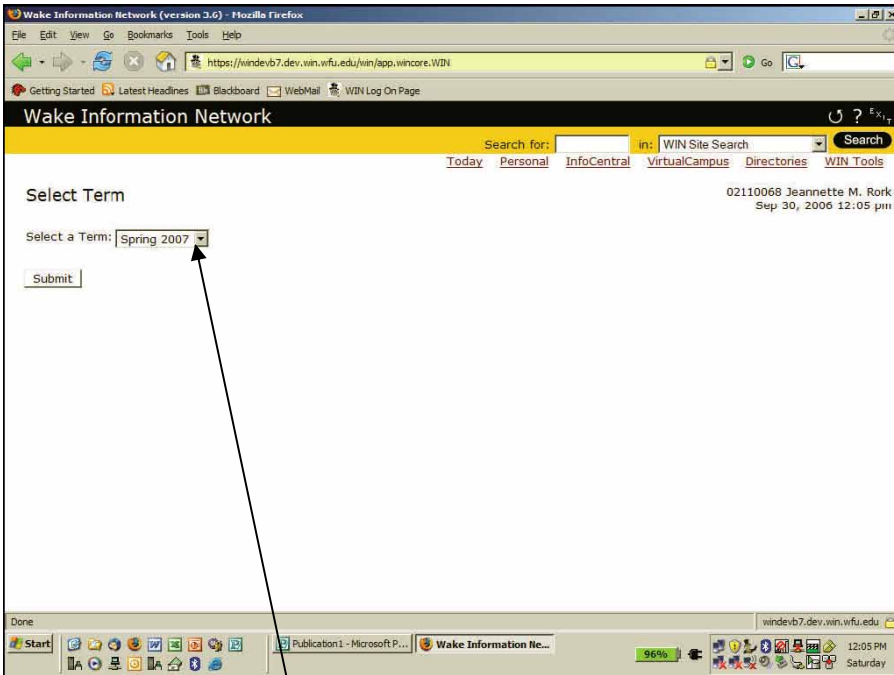 Wake Information Network (version 3.6) - Mozilla Firefox
File Edit View Go Bookmarks Tools Help
https://windevb7.dev.win.wfu.edu/win/app.wincore.WIN Go
Getting Started Latest Headlines Blackboard WebMail WIN Log On Page
Wake Information Network ? EXIT
Search for: in: WIN Site Search Search
Today Personal InfoCentral VirtualCampus Directories WIN Tools
Select Term
02110068 Jeannette M. Rork
Sep 30, 2006 12:05 pm
Select a Term: Spring 2007
Submit
Done windevb7.dev.win.wfu.edu
Start Publication1 - Microsoft P... Wake Information Ne... 96% 12:05 PM
Saturday